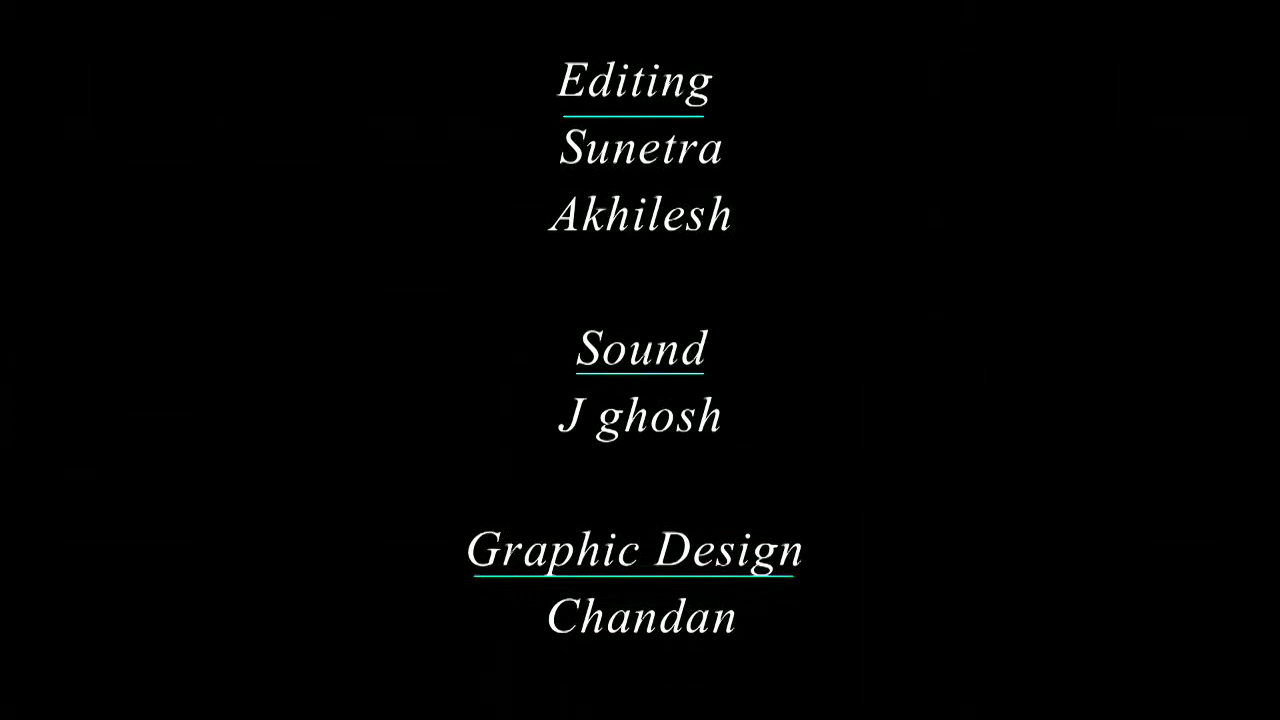 Editing
Sunetra
Akhilesh
Sound
J ghosh
Graphic Design
Chandan